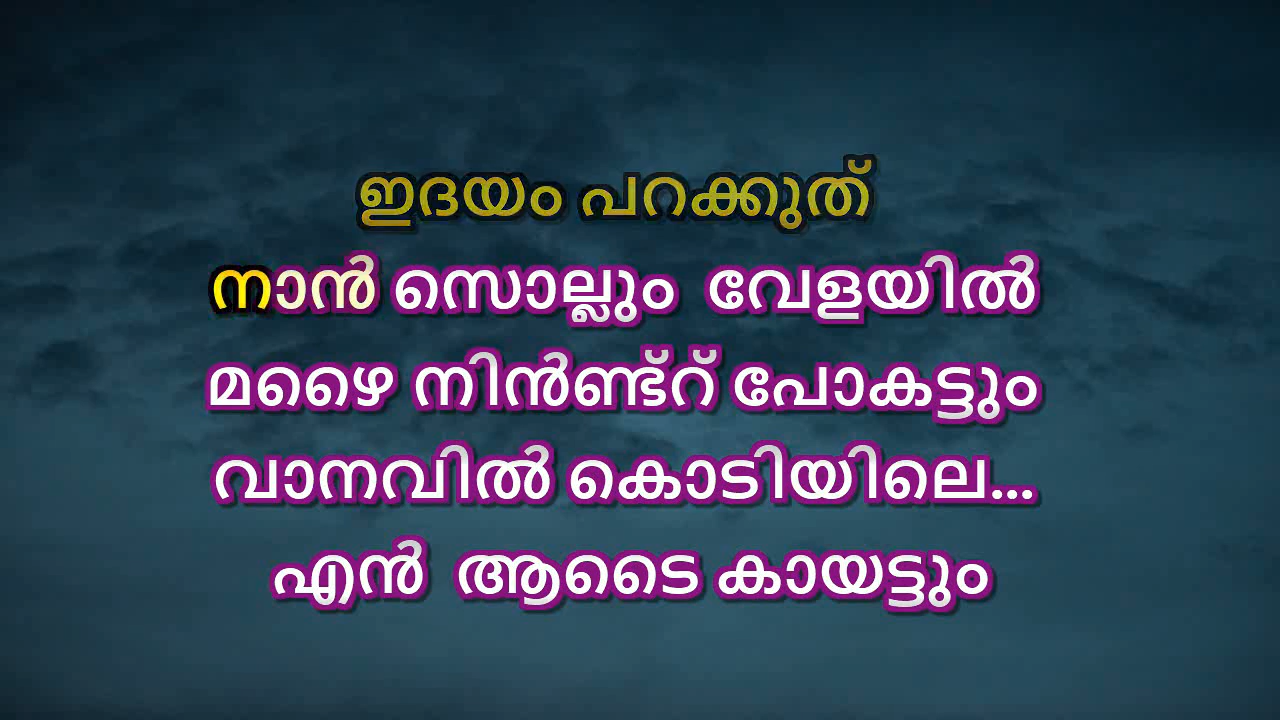 ഇദയം പറക്കുത്
നാൻ സൊല്ലും വേളയിൽ
മഴൈ നിൻണ്ട്റ് പോകട്ടും
വാനവിൽ കൊടിയിലെ...
എൻ ആടൈ കായട്ടും